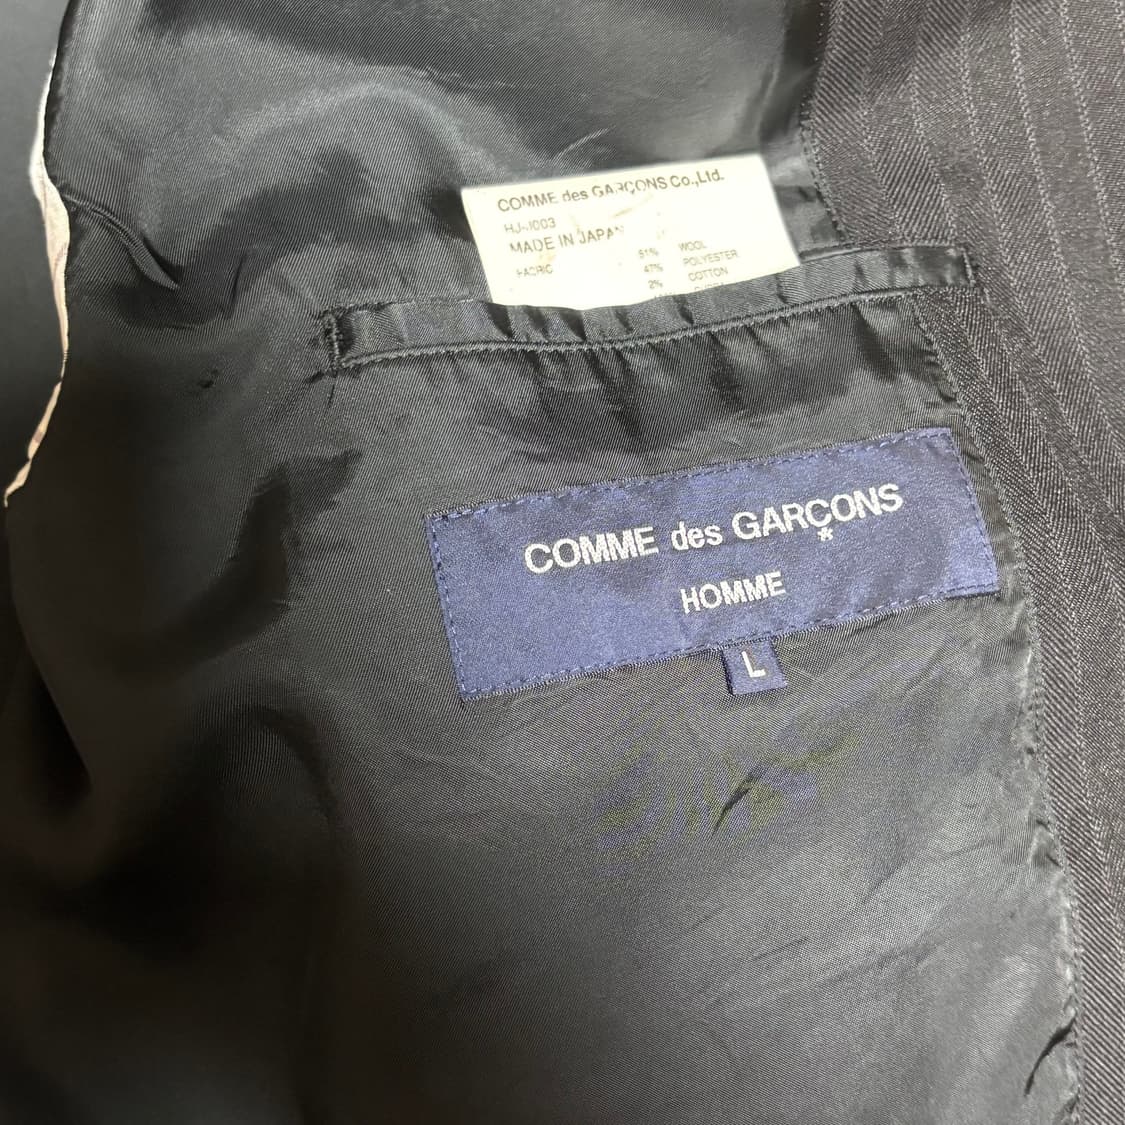 COMME des GARÇONS Co.,Ltd.
HJ-J003
MADE IN JAPAN
FABRIC 51% WOOL
47% POLYESTER
2% COTTON
COMME des GARÇONS
*
HOMME
L